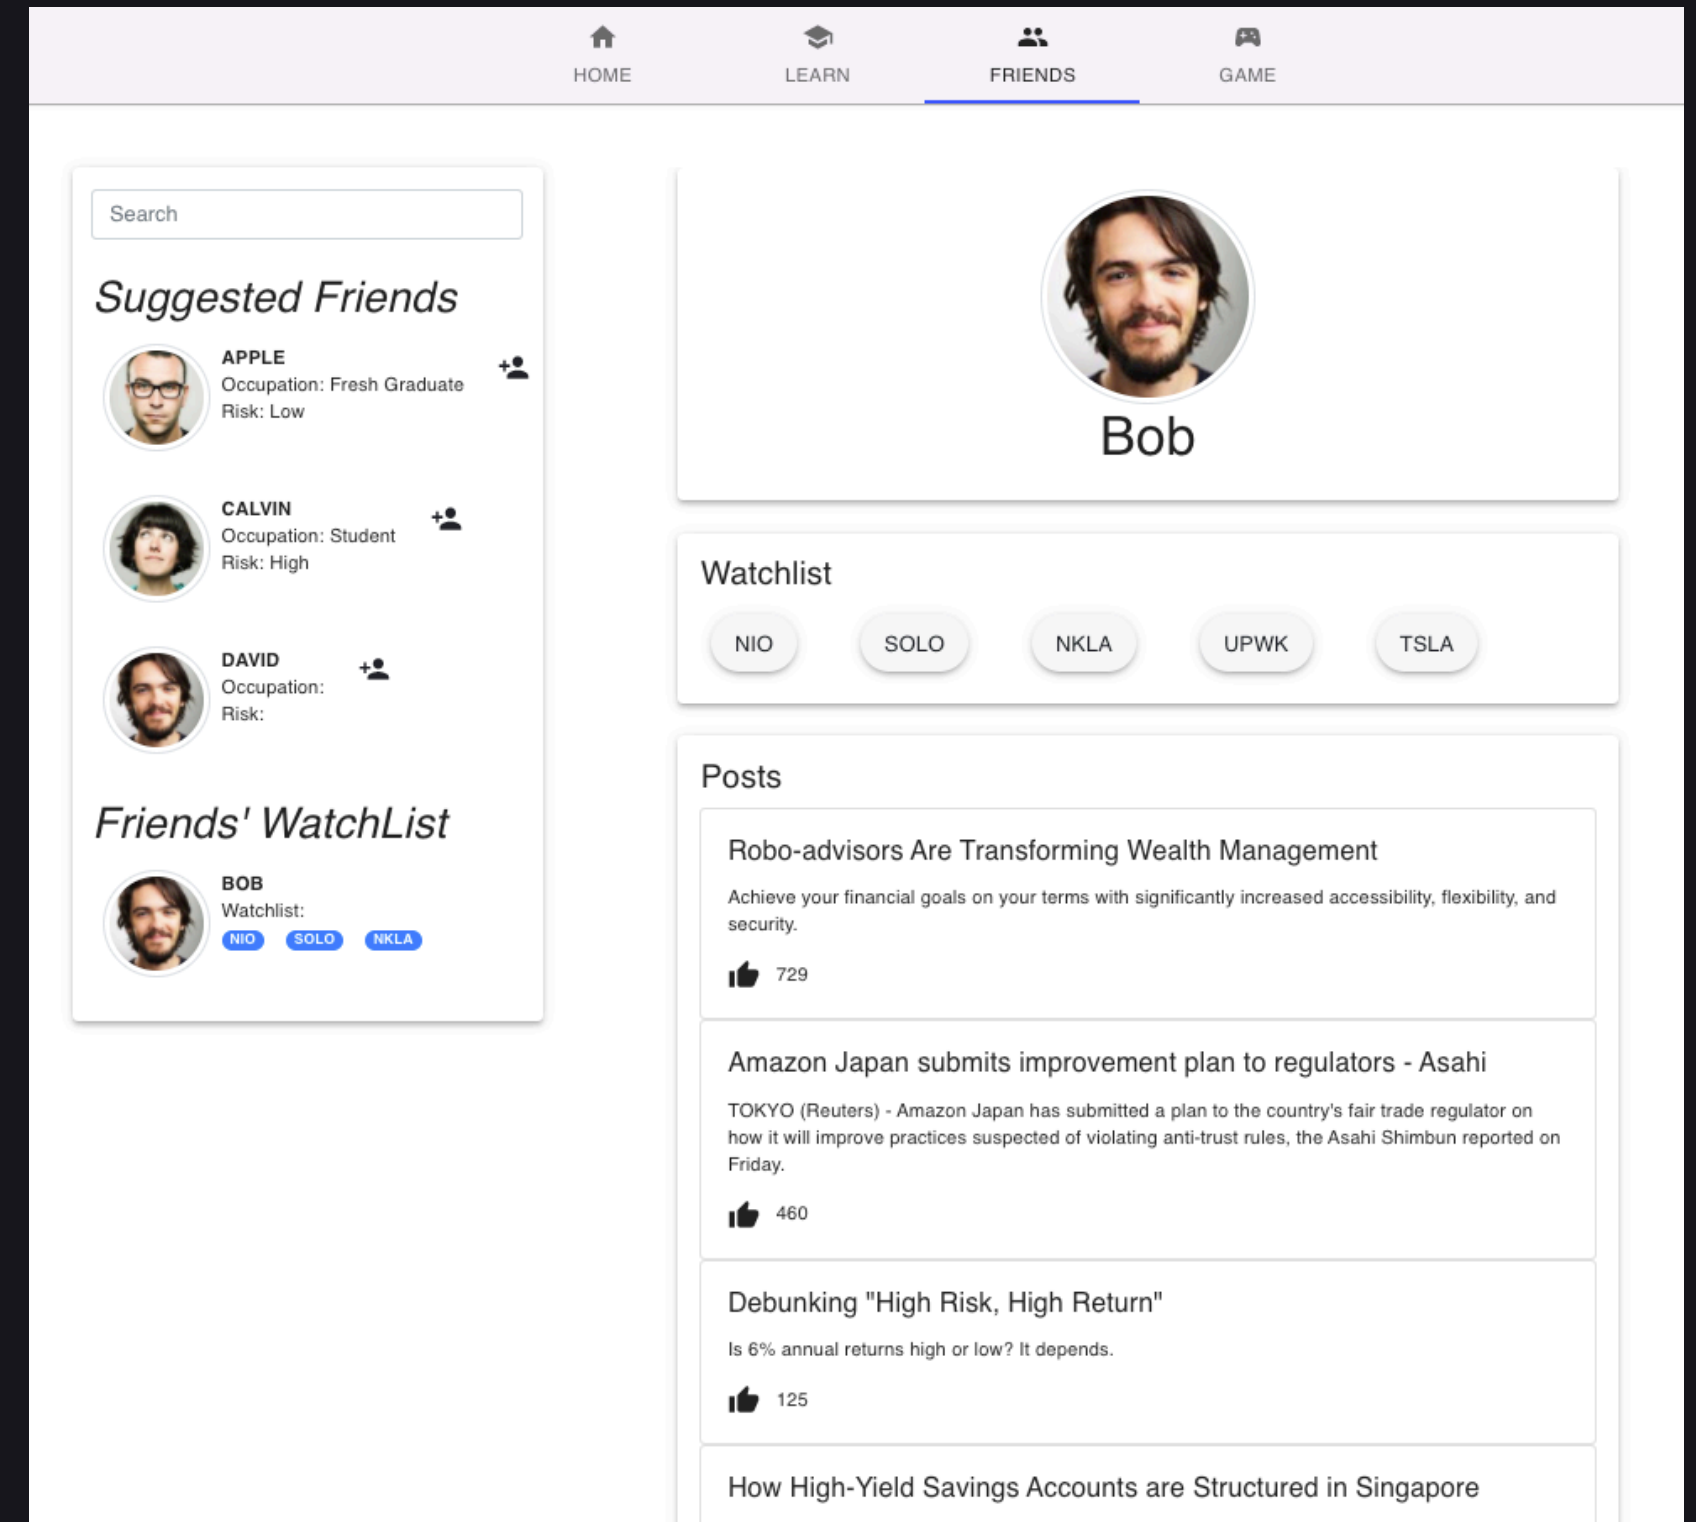 HOME
LEARN
FRIENDS
GAME
Search
Suggested Friends
APPLE
Occupation: Fresh Graduate
Risk: Low
CALVIN
Occupation: Student
Risk: High
DAVID
Occupation:
Risk:
Friends' WatchList
BOB
Watchlist:
NIO SOLO NKLA
Bob
Watchlist
NIO SOLO NKLA UPWK TSLA
Posts
Robo-advisors Are Transforming Wealth Management
Achieve your financial goals on your terms with significantly increased accessibility, flexibility, and
security.
729
Amazon Japan submits improvement plan to regulators - Asahi
TOKYO (Reuters) - Amazon Japan has submitted a plan to the country's fair trade regulator on
how it will improve practices suspected of violating anti-trust rules, the Asahi Shimbun reported on
Friday.
460
Debunking "High Risk, High Return"
Is 6% annual returns high or low? It depends.
125
How High-Yield Savings Accounts are Structured in Singapore